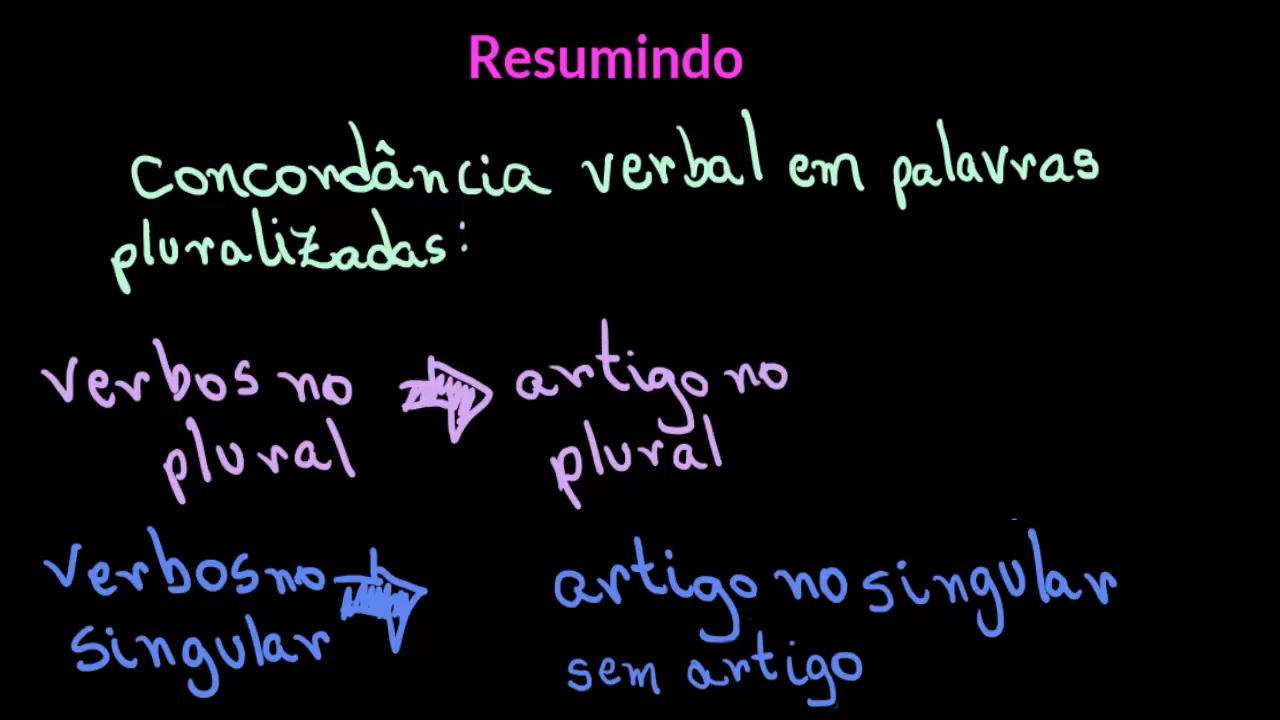 Resumindo
Concordância verbal em palavras
pluralizadas:
verbos no artigo no
plural plural
verbos no artigo no singular
singular sem artigo